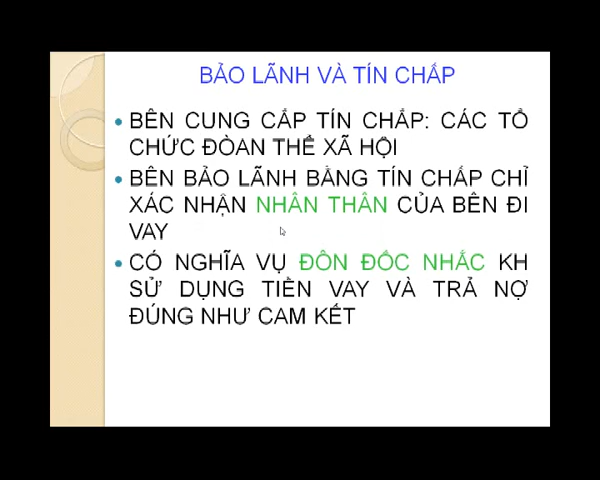 BẢO LÃNH VÀ TÍN CHẤP
BÊN CUNG CẤP TÍN CHẤP: CÁC TỔ
CHỨC ĐÒAN THỂ XÃ HỘI
BÊN BẢO LÃNH BẰNG TÍN CHẤP CHỈ
XÁC NHẬN NHÂN THÂN CỦA BÊN ĐI
VAY
CÓ NGHĨA VỤ ĐÔN ĐỐC NHẮC KH
SỬ DỤNG TIỀN VAY VÀ TRẢ NỢ
ĐÚNG NHƯ CAM KẾT